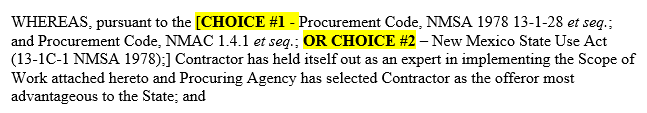 WHEREAS, pursuant to the [CHOICE #1 - Procurement Code, NMSA 1978 13-1-28 et seq.;
and Procurement Code, NMAC 1.4.1 et seq.; OR CHOICE #2 – New Mexico State Use Act
(13-1C-1 NMSA 1978);] Contractor has held itself out as an expert in implementing the Scope of
Work attached hereto and Procuring Agency has selected Contractor as the offeror most
advantageous to the State; and